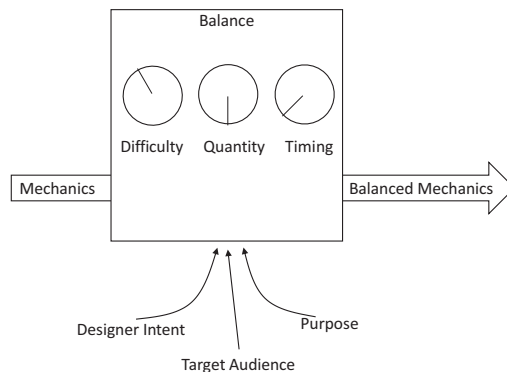 Balance
Difficulty Quantity Timing
Mechanics
Balanced Mechanics
Designer Intent
Purpose
Target Audience